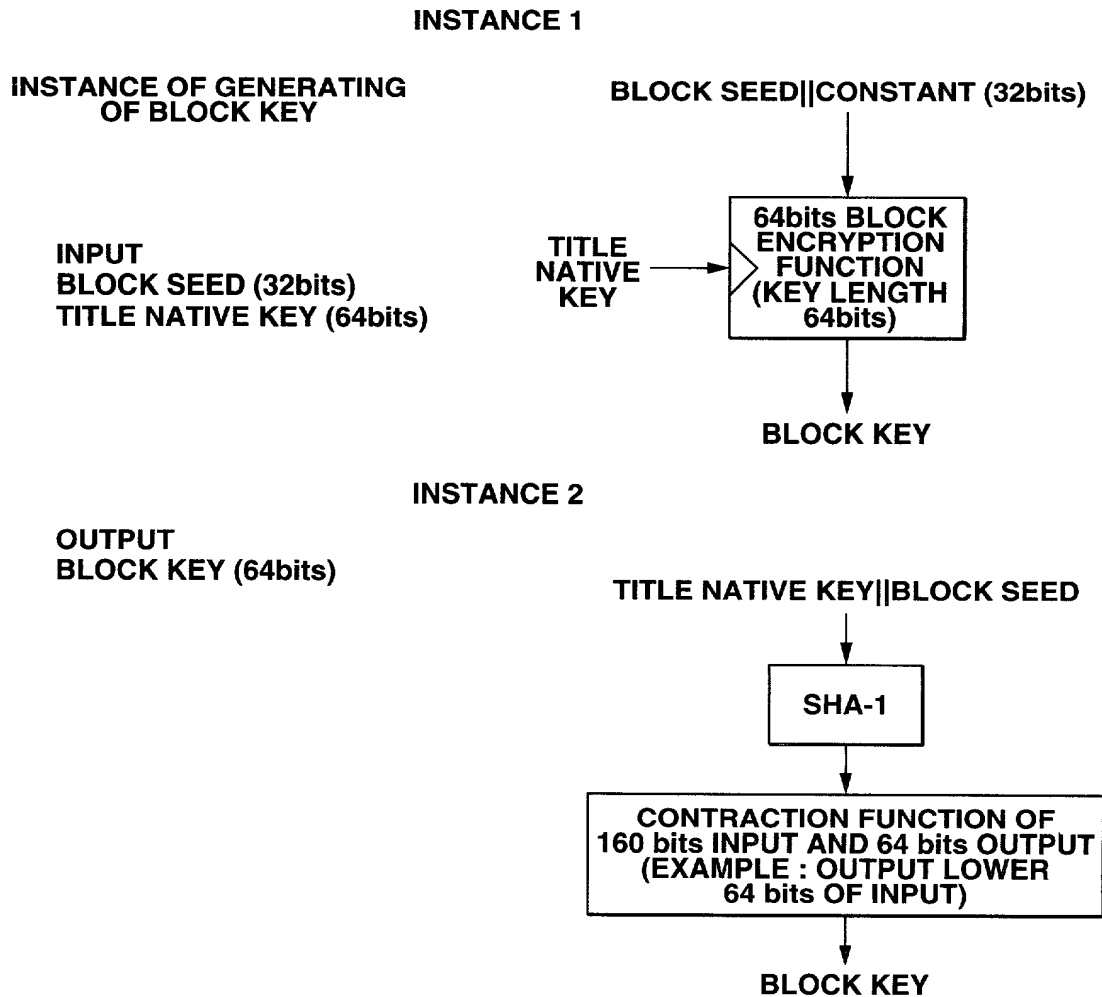 INSTANCE 1
INSTANCE OF GENERATING
OF BLOCK KEY
BLOCK SEED||CONSTANT (32bits)
INPUT
BLOCK SEED (32bits)
TITLE NATIVE KEY (64bits)
TITLE
NATIVE
KEY
64bits BLOCK
ENCRYPTION
FUNCTION
(KEY LENGTH
64bits)
BLOCK KEY
INSTANCE 2
OUTPUT
BLOCK KEY (64bits)
TITLE NATIVE KEY||BLOCK SEED
SHA-1
CONTRACTION FUNCTION OF
160 bits INPUT AND 64 bits OUTPUT
(EXAMPLE : OUTPUT LOWER
64 bits OF INPUT)
BLOCK KEY